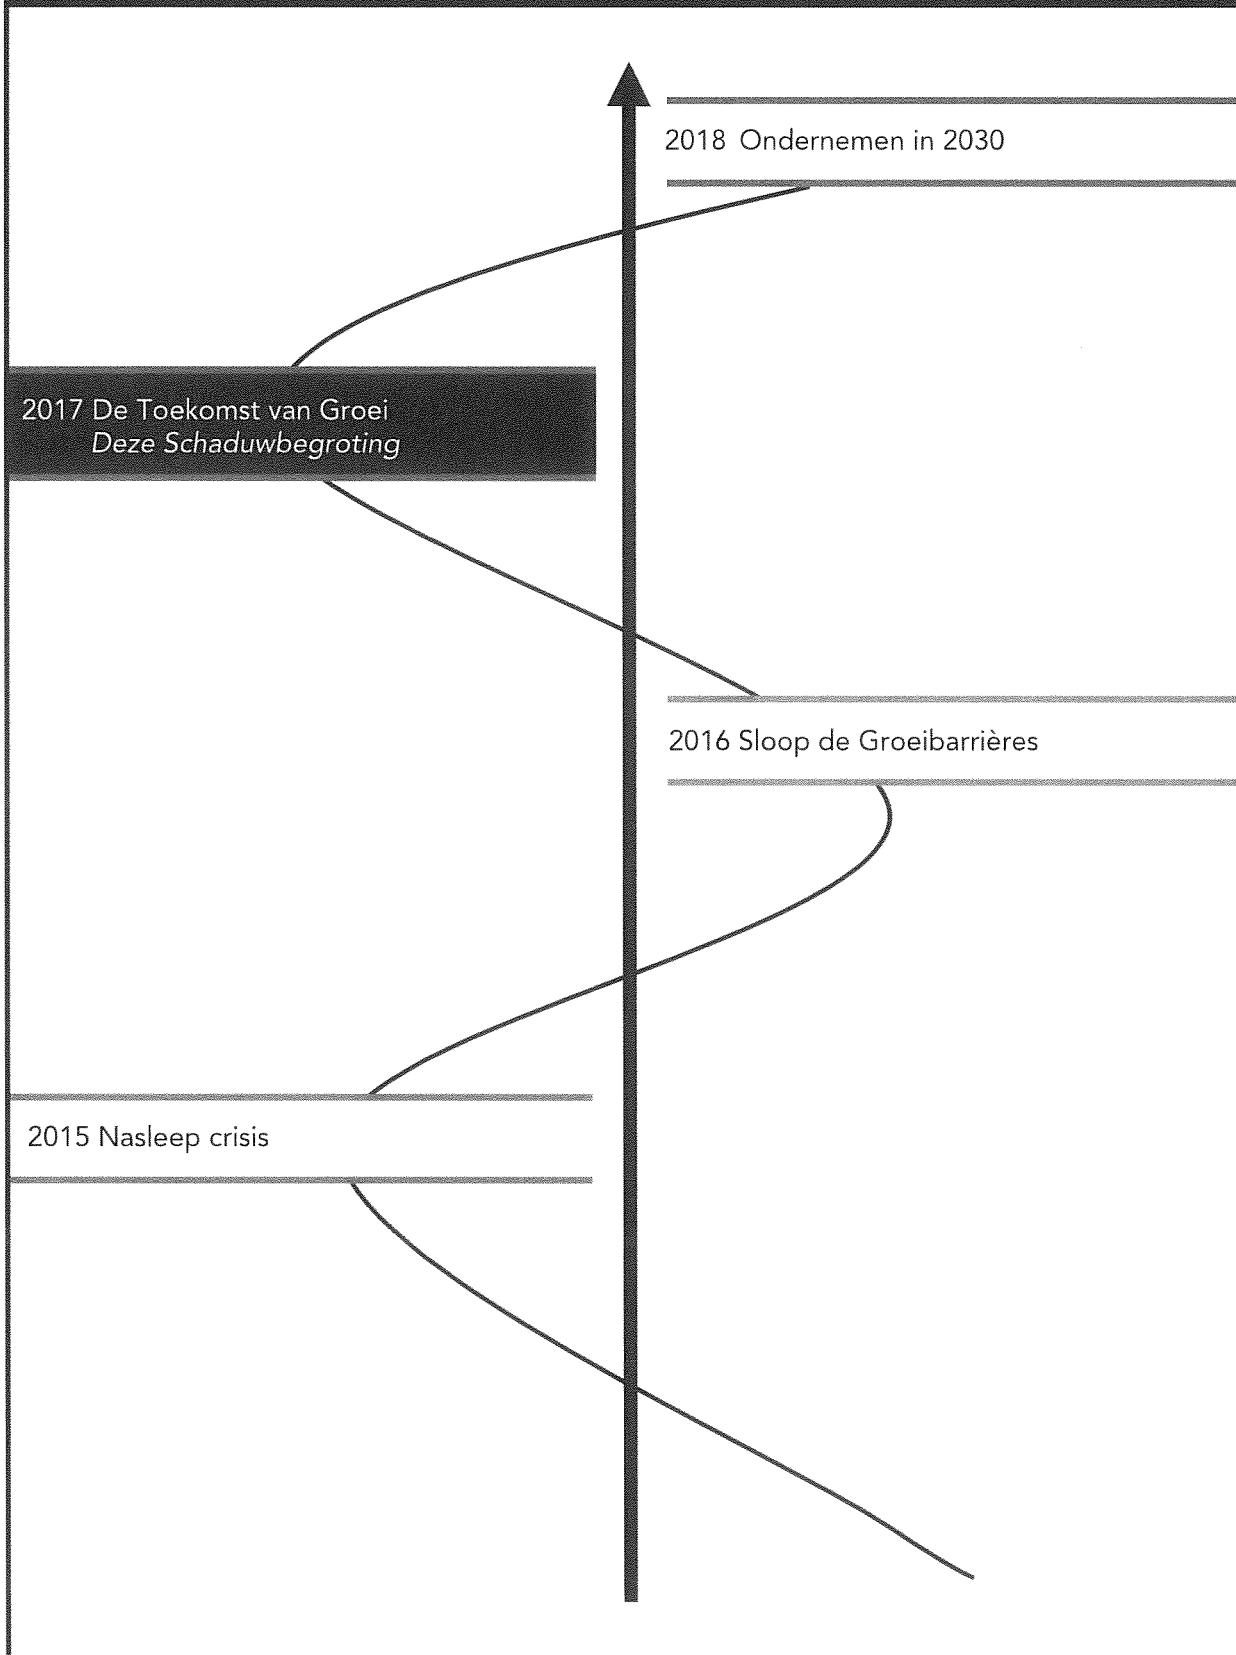 2018 Ondernemen in 2030
2017 De Toekomst van Groei
Deze Schaduwbegroting
2016 Sloop de Groeibarrières
2015 Nasleep crisis